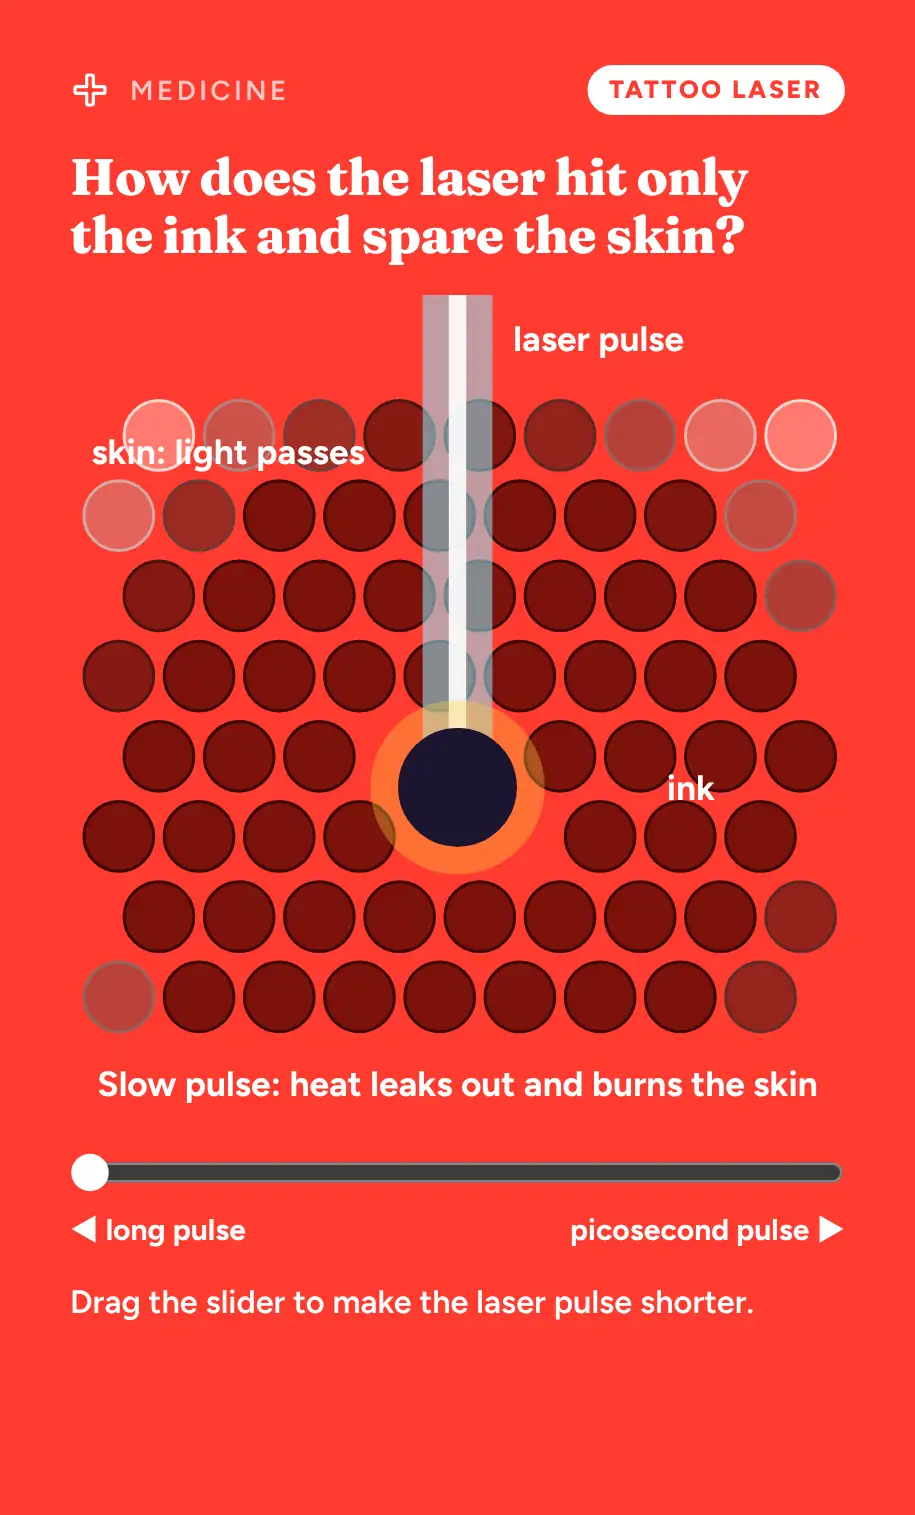 MEDICINE
TATTOO LASER
How does the laser hit only
the ink and spare the skin?
laser pulse
skin: light passes
ink
Slow pulse: heat leaks out and burns the skin
◀ long pulse
picosecond pulse ▶
Drag the slider to make the laser pulse shorter.